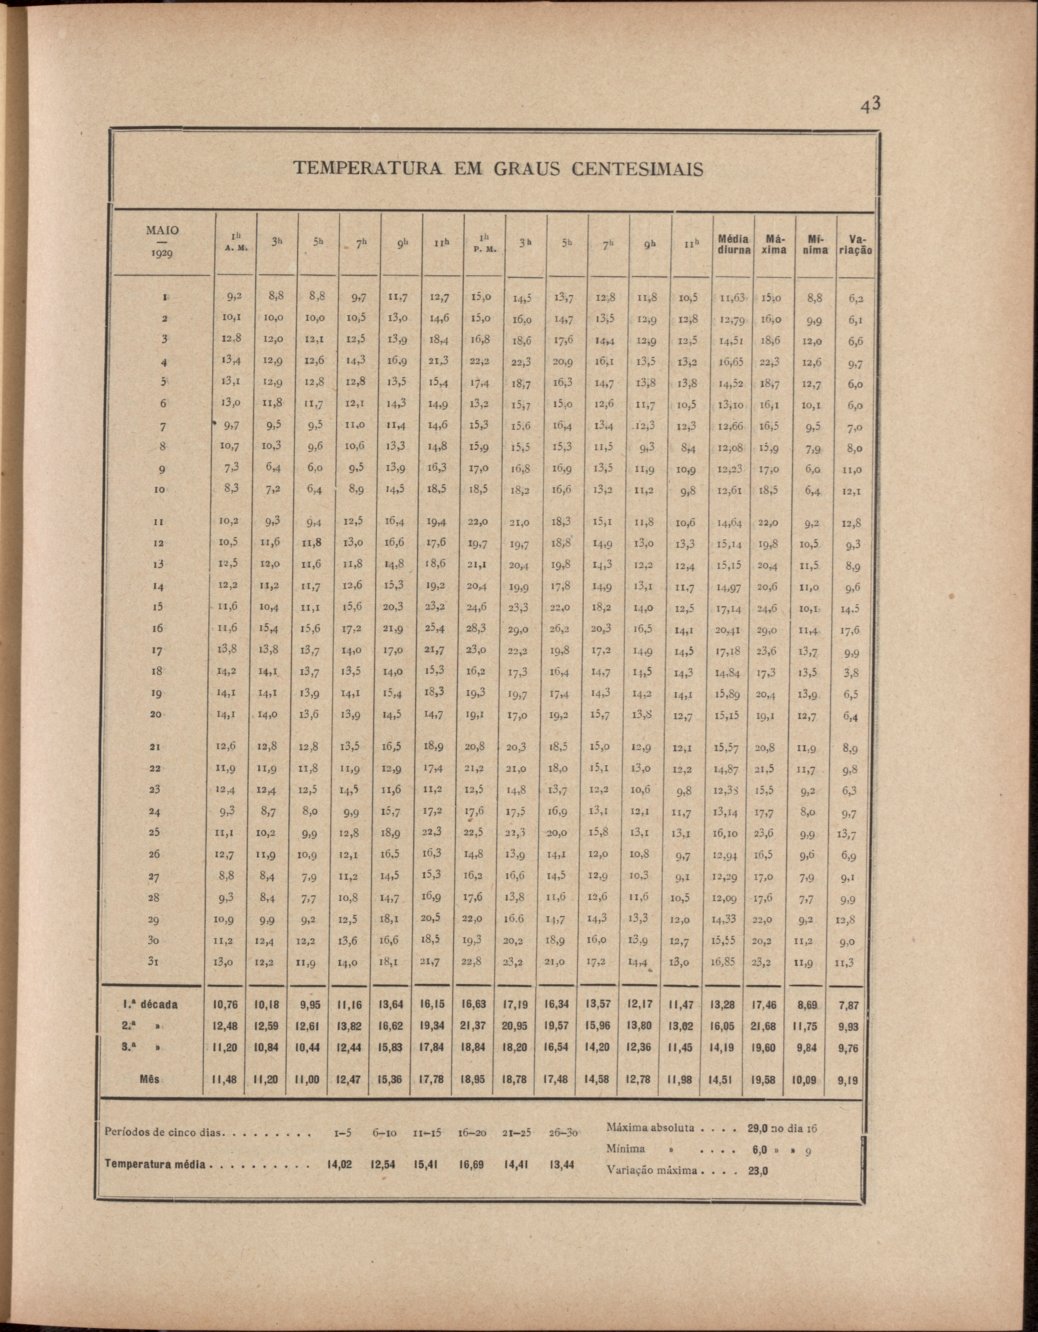 43
TEMPERATURA EM GRAUS CENTESIMAIS
MAIO — 1929 1h A. M. 3h 5h 7h 9h 11h 1h P. M. 3h 5h 7h 9h 11h Média diurna Má-xima Mí-nima Va-riação
1 9,2 8,8 8,8 9,7 11,7 12,7 15,0 14,5 13,7 12,8 11,8 10,5 11,63 15,0 8,8 6,2
2 10,1 10,0 10,0 10,5 13,0 14,6 15,0 16,0 14,7 13,5 12,9 12,8 12,79 16,0 9,9 6,1
3 12,8 12,0 12,1 12,5 13,9 18,4 16,8 18,6 17,6 14,4 12,9 12,5 14,51 18,6 12,0 6,6
4 13,4 12,9 12,6 14,3 16,9 21,3 22,2 22,3 20,9 16,1 13,5 13,2 16,65 22,3 12,6 9,7
5 13,1 12,9 12,8 12,8 13,5 15,4 17,4 18,7 16,3 14,7 13,8 13,8 14,52 18,7 12,7 6,0
6 13,0 11,8 11,7 12,1 14,3 14,9 13,2 15,7 15,0 12,6 11,7 10,5 13,10 16,1 10,1 6,0
7 9,7 9,5 9,5 11,0 11,4 14,6 15,3 15,6 16,4 13,4 12,3 12,3 12,66 16,5 9,5 7,0
8 10,7 10,3 9,6 10,6 13,3 14,8 15,9 15,5 15,3 11,5 9,3 8,4 12,08 15,9 7,9 8,0
9 7,3 6,4 6,0 9,5 13,9 16,3 17,0 16,8 16,9 13,5 11,9 10,9 12,23 17,0 6,0 11,0
10 8,3 7,2 6,4 8,9 14,5 18,5 18,5 18,2 16,6 13,2 11,2 9,8 12,61 18,5 6,4 12,1
11 10,2 9,3 9,4 12,5 16,4 19,4 22,0 21,0 18,3 15,1 11,8 10,6 14,64 22,0 9,2 12,8
12 10,5 11,6 11,8 13,0 16,6 17,6 19,7 19,7 18,8 14,9 13,0 13,3 15,14 19,8 10,5 9,3
13 12,5 12,0 11,6 11,8 14,8 18,6 21,1 20,4 19,8 14,3 12,2 12,4 15,15 20,4 11,5 8,9
14 12,2 11,2 11,7 12,6 15,3 19,2 20,4 19,9 17,8 14,9 13,1 11,7 14,97 20,6 11,0 9,6
15 11,6 10,4 11,1 15,6 20,3 23,2 24,6 23,3 22,0 18,2 14,0 12,5 17,14 24,6 10,1 14,5
16 11,6 15,4 15,6 17,2 21,9 25,4 28,3 29,0 26,2 20,3 16,5 14,1 20,41 29,0 11,4 17,6
17 13,8 13,8 13,7 14,0 17,0 21,7 23,0 22,2 19,8 17,2 14,9 14,5 17,18 23,6 13,7 9,9
18 14,2 14,1 13,7 13,5 14,0 15,3 16,2 17,3 16,4 14,7 14,5 14,3 14,84 17,3 13,5 3,8
19 14,1 14,1 13,9 14,1 15,4 18,3 19,3 19,7 17,4 14,3 14,2 14,1 15,89 20,4 13,9 6,5
20 14,1 14,0 13,6 13,9 14,5 14,7 19,1 17,0 19,2 15,7 13,8 12,7 15,15 19,1 12,7 6,4
21 12,6 12,8 12,8 13,5 16,5 18,9 20,8 20,3 18,5 15,0 12,9 12,1 15,57 20,8 11,9 8,9
22 11,9 11,9 11,8 11,9 12,9 17,4 21,2 21,0 18,0 15,1 13,0 12,2 14,87 21,5 11,7 9,8
23 12,4 12,4 12,5 14,5 11,6 11,2 12,5 14,8 13,7 12,2 10,6 9,8 12,38 15,5 9,2 6,3
24 9,3 8,7 8,0 9,9 15,7 17,2 17,6 17,5 16,9 13,1 12,1 11,7 13,14 17,7 8,0 9,7
25 11,1 10,2 9,9 12,8 18,9 22,3 22,5 22,3 20,0 15,8 13,1 13,1 16,10 23,6 9,9 13,7
26 12,7 11,9 10,9 12,1 16,5 16,3 14,8 13,9 14,1 12,0 10,8 9,7 12,94 16,5 9,6 6,9
27 8,8 8,4 7,9 11,2 14,5 15,3 16,2 16,6 14,5 12,9 10,3 9,1 12,29 17,0 7,9 9,1
28 9,3 8,4 7,7 10,8 14,7 16,9 17,6 13,8 11,6 12,6 11,6 10,5 12,09 17,6 7,7 9,9
29 10,9 9,9 9,2 12,5 18,1 20,5 22,0 16.6 14,7 14,3 13,3 12,0 14,33 22,0 9,2 12,8
30 11,2 12,4 12,2 13,6 16,6 18,5 19,3 20,2 18,9 16,0 13,9 12,7 15,55 20,2 11,2 9,0
31 13,0 12,2 11,9 14,0 18,1 21,7 22,8 23,2 21,0 17,2 14,4 13,0 16,85 23,2 11,9 11,3
1.ª década 10,76 10,18 9,95 11,16 13,64 16,15 16,63 17,19 16,34 13,57 12,17 11,47 13,28 17,46 8,69 7,87
2.ª » 12,48 12,59 12,61 13,82 16,62 19,34 21,37 20,95 19,57 15,96 13,80 13,02 16,05 21,68 11,75 9,93
3.ª » 11,20 10,84 10,44 12,44 15,83 17,84 18,84 18,20 16,54 14,20 12,36 11,45 14,19 19,60 9,84 9,76
Mês 11,48 11,20 11,00 12,47 15,36 17,78 18,95 18,78 17,48 14,58 12,78 11,98 14,51 19,58 10,09 9,19
Períodos de cinco dias. . . . . . . . . 1—5 6—10 11—15 16—20 21—25 26—30
Temperatura média . . . . . . . . . . 14,02 12,54 15,41 16,69 14,41 13,44
Máxima absoluta . . . . 29,0 no dia 16
Mínima » . . . . 6,0 » » 9
Variação máxima . . . . 23,0